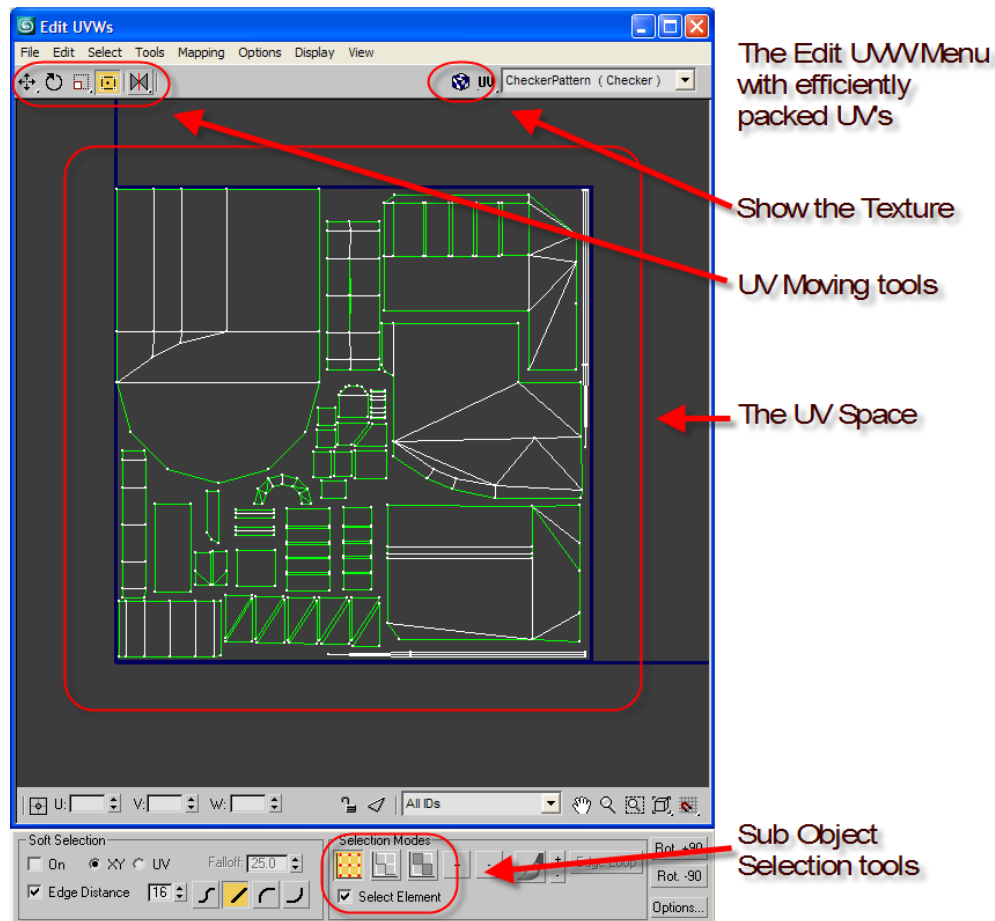 Edit UVWs
File Edit Select Tools Mapping Options Display View
UV CheckerPattern ( Checker )
The Edit UVW Menu
with efficiently
packed UV's
Show the Texture
UV Moving tools
The UV Space
U: V: W: All IDs
Soft Selection
On XY UV Falloff: 25.0
Edge Distance 16
Selection Modes
+ - + - Edge Loop
Select Element
Rot. +90
Rot. -90
Options...
Sub Object
Selection tools